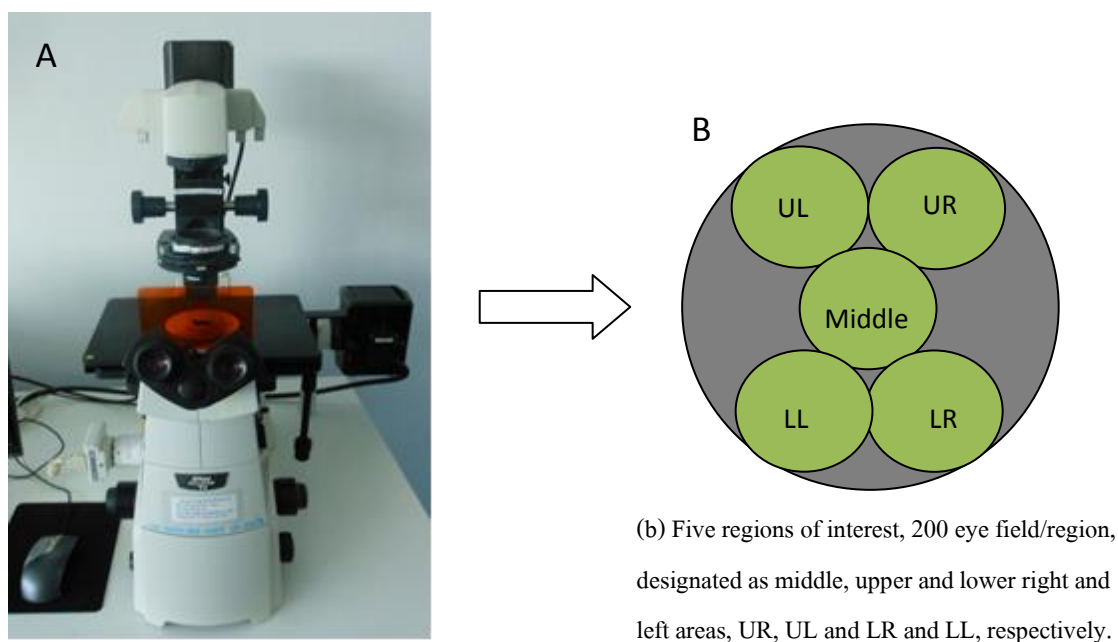 A
B
UL UR
Middle
LL LR
(b) Five regions of interest, 200 eye field/region,
designated as middle, upper and lower right and
left areas, UR, UL and LR and LL, respectively.